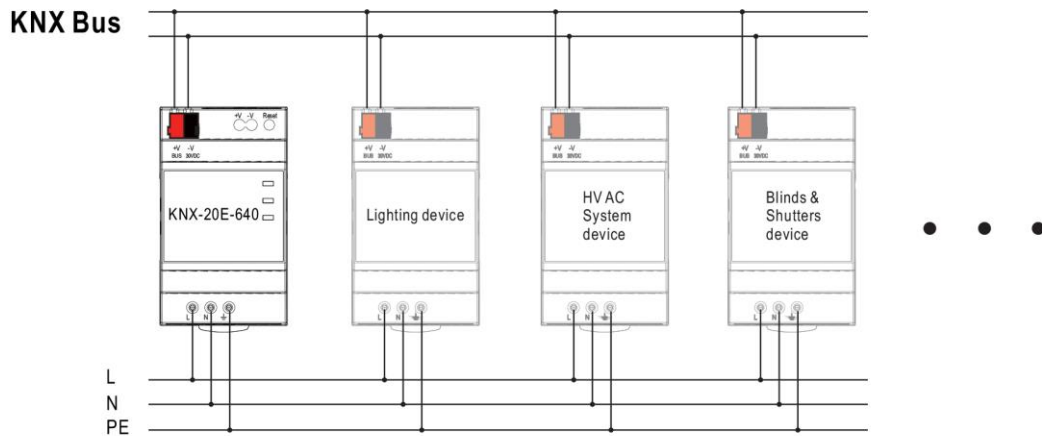 KNX Bus
+V -V Reset
+V -V
BUS 30VDC
+V -V
BUS 30VDC
+V -V
BUS 30VDC
+V -V
BUS 30VDC
KNX-20E-640
Lighting device
HV AC
System
device
Blinds &
Shutters
device
L N
L N
L N
L N
L
N
PE